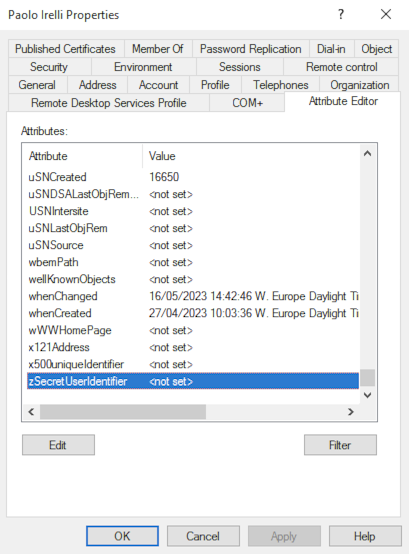 Paolo Irelli Properties ? ×
Published Certificates Member Of Password Replication Dial-in Object
Security Environment Sessions Remote control
General Address Account Profile Telephones Organization
Remote Desktop Services Profile COM+ Attribute Editor
Attributes:
Attribute Value
uSNCreated 16650
uSNDSALastObjRem... <not set>
USNIntersite <not set>
uSNLastObjRem <not set>
uSNSource <not set>
wbemPath <not set>
wellKnownObjects <not set>
whenChanged 16/05/2023 14:42:46 W. Europe Daylight Ti
whenCreated 27/04/2023 10:03:36 W. Europe Daylight Ti
wWWHomePage <not set>
x121Address <not set>
x500uniqueIdentifier <not set>
zSecretUserIdentifier <not set>
Edit Filter
OK Cancel Apply Help